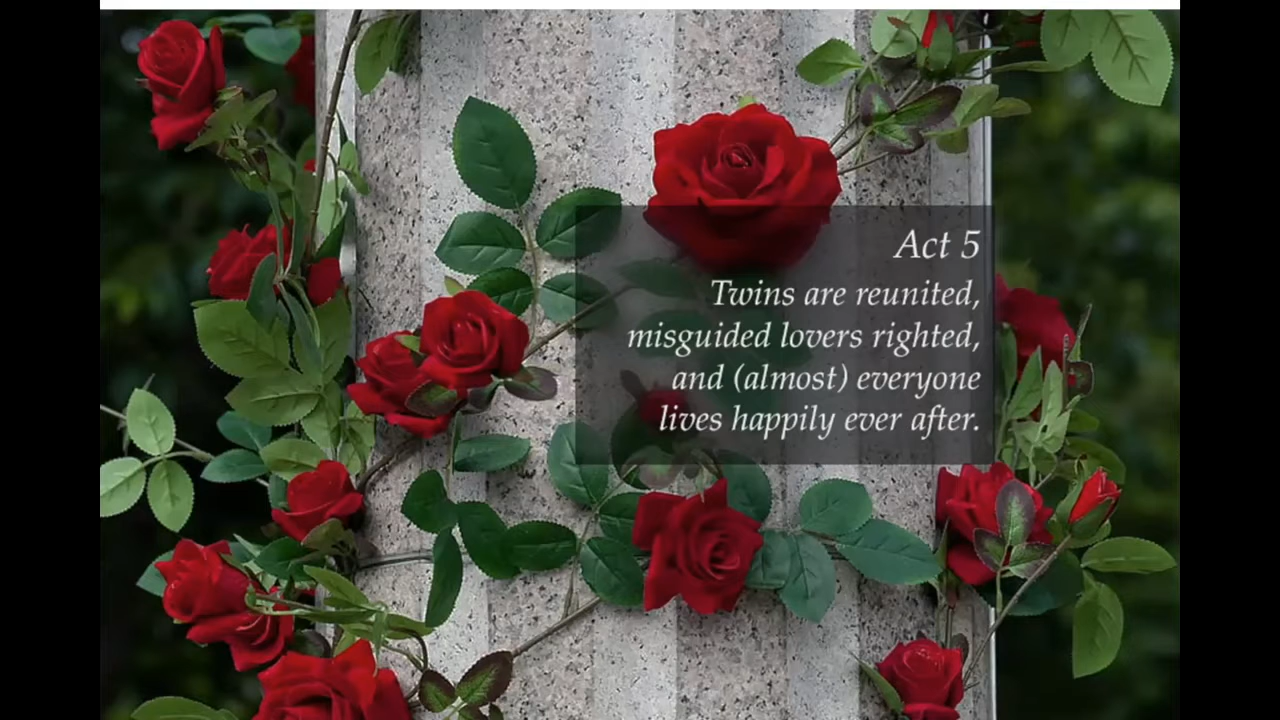 Act 5
Twins are reunited,
misguided lovers righted,
and (almost) everyone
lives happily ever after.